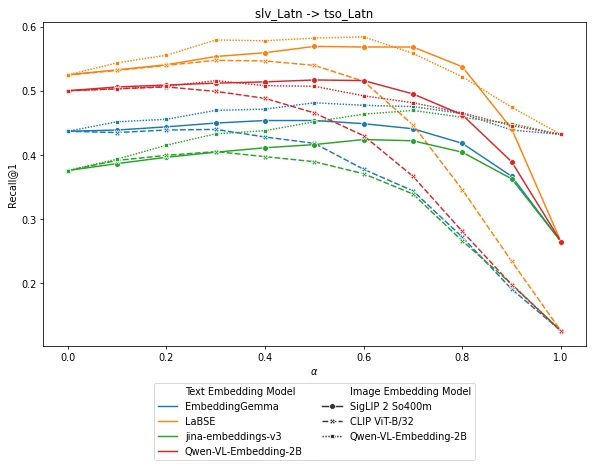 slv_Latn -> tso_Latn
Recall@1
0.6
0.5
0.4
0.3
0.2
0.0 0.2 0.4 0.6 0.8 1.0
α
Text Embedding Model Image Embedding Model
EmbeddingGemma SigLIP 2 So400m
LaBSE CLIP ViT-B/32
jina-embeddings-v3 Qwen-VL-Embedding-2B
Qwen-VL-Embedding-2B